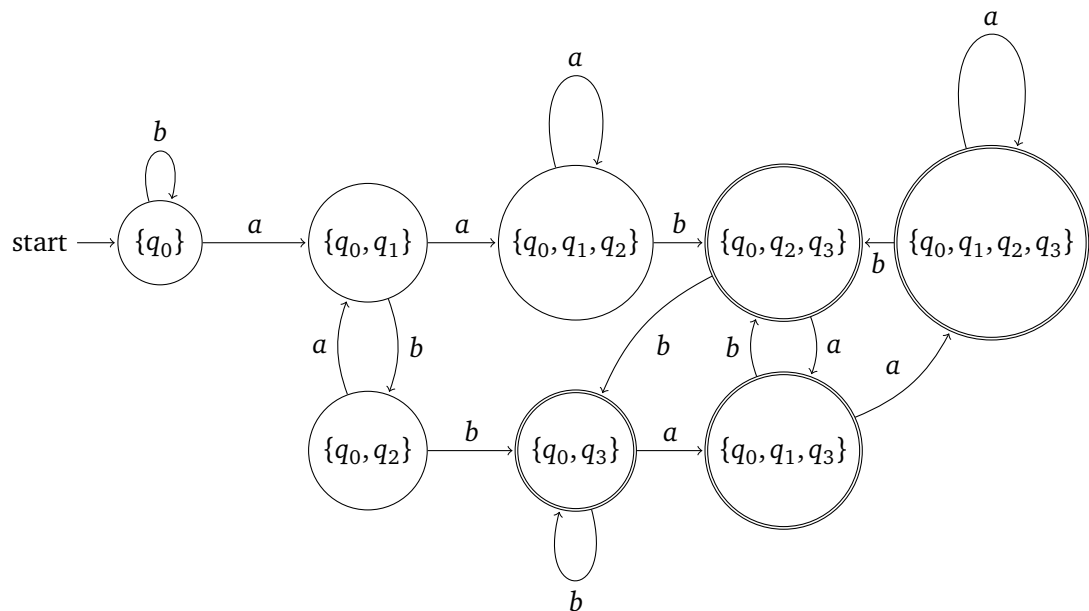 a
a
b
start
{q0}
a
{q0, q1}
a
{q0, q1, q2}
b
{q0, q2, q3}
b
{q0, q1, q2, q3}
a
b
b
b
a
a
{q0, q2}
b
{q0, q3}
a
{q0, q1, q3}
b